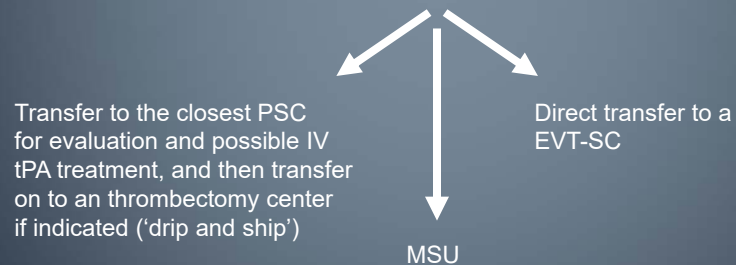 Transfer to the closest PSC
for evaluation and possible IV
tPA treatment, and then transfer
on to an thrombectomy center
if indicated (‘drip and ship’)
Direct transfer to a
EVT-SC
MSU